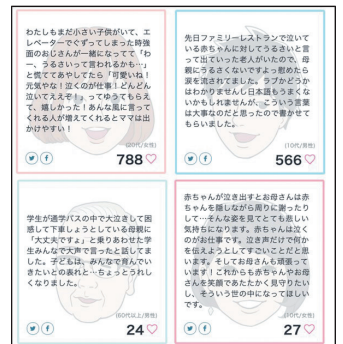 わたしもまだ小さい子供がいて、エ
レベーターでぐずってしまった時強
面のおじさんが一緒になってて「わ
ー、うるさいって言われるかも…」
と慌ててあやしてたら「可愛いね！
元気やな！泣くのが仕事！どんどん
泣いてええぞ！」ってゆうてもらえ
て、嬉しかった！あんな風に言って
くれる人が増えてくれるとママは出
かけやすい！
(20代/女性)
788
先日ファミリーレストランで泣いて
いる赤ちゃんに対してうるさいと言
って出ていった老人がいたので、母
親にうるさくないですよっ慰めたら
涙を流されてました。ラブかどうか
はわかりませんし日本語もうまくな
いかもしれませんが、こういう言葉
は大事なのだと思ったので書かせて
もらいました。
(10代/男性)
566
学生が通学バスの中で大泣きして困
惑して下車しようとしている母親に
「大丈夫ですょ」と乗りあわせた学
生みんなで大声で言ったと話してま
した。子どもは、みんなで育んでい
きたいとの表れと…ちょっとうれし
くなりました。
(60代以上/男性)
24
赤ちゃんが泣き出すとお母さんは赤
ちゃんを隠しながら周りに謝ったり
して…そんな姿を見てとても悲しい
気持ちになります。赤ちゃんは泣く
のがお仕事です。泣き声だけで何か
を伝えようとしてすごいことだと思
います。そしてお母さんも頑張って
います！これからも赤ちゃんやお母
さんを笑顔であたたかく見守りたい
し、そういう世の中になってほしい
です。
(10代/女性)
27